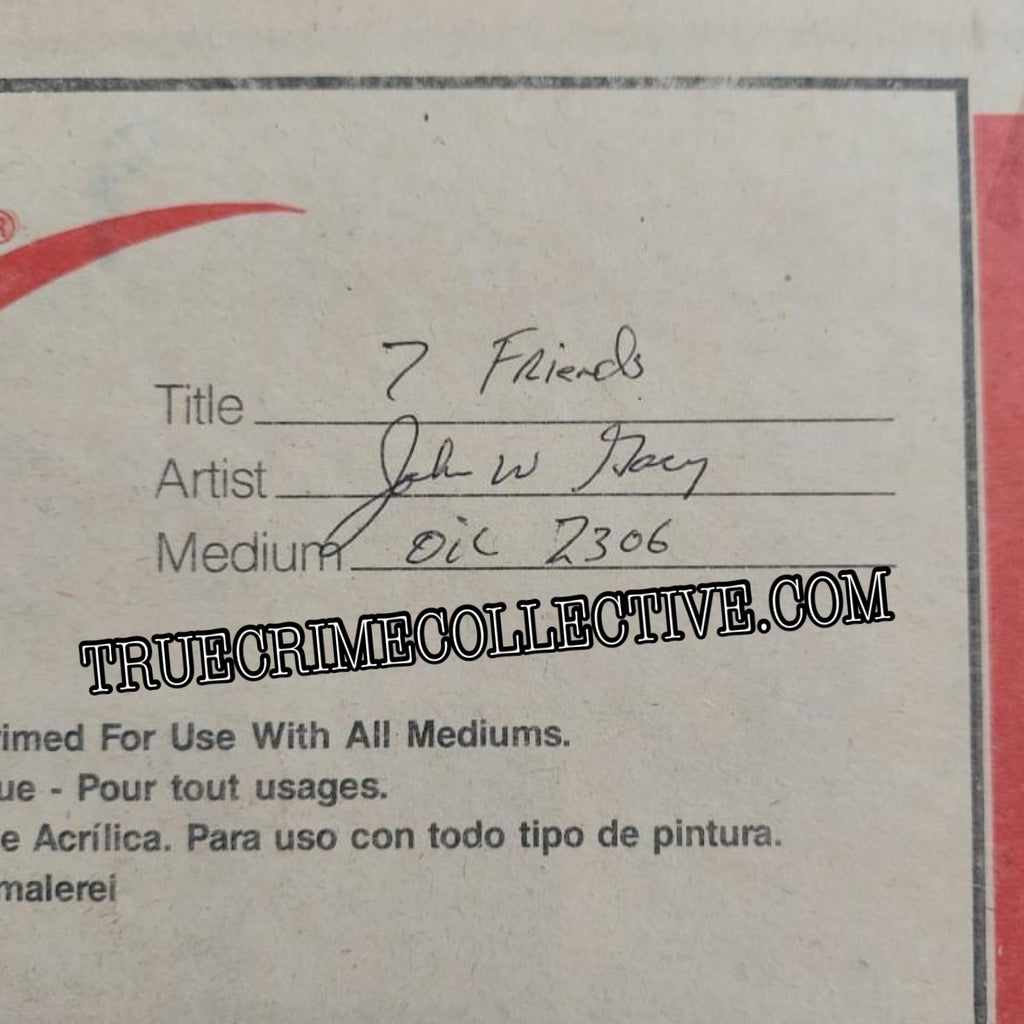 ®
7 Friends
Title
John W Gacy
Artist
oil 2306
Medium
TRUECRIMECOLLECTIVE.COM
rimed For Use With All Mediums.
ue - Pour tout usages.
e Acrílica. Para uso con todo tipo de pintura.
malerei